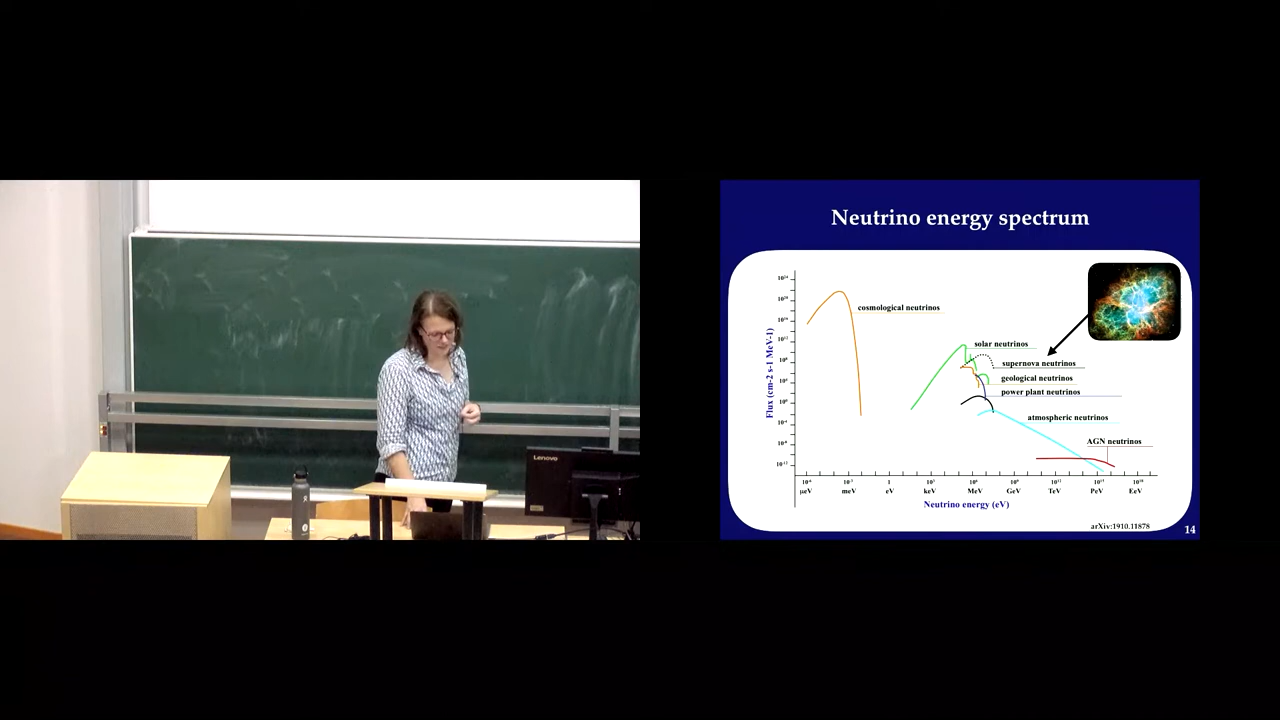 Lenovo
Neutrino energy spectrum
cosmological neutrinos
solar neutrinos
supernova neutrinos
geological neutrinos
power plant neutrinos
atmospheric neutrinos
AGN neutrinos
Flux (cm-2 s-1 MeV-1)
μeV meV eV keV MeV GeV TeV PeV EeV
Neutrino energy (eV)
arXiv:1910.11878
14